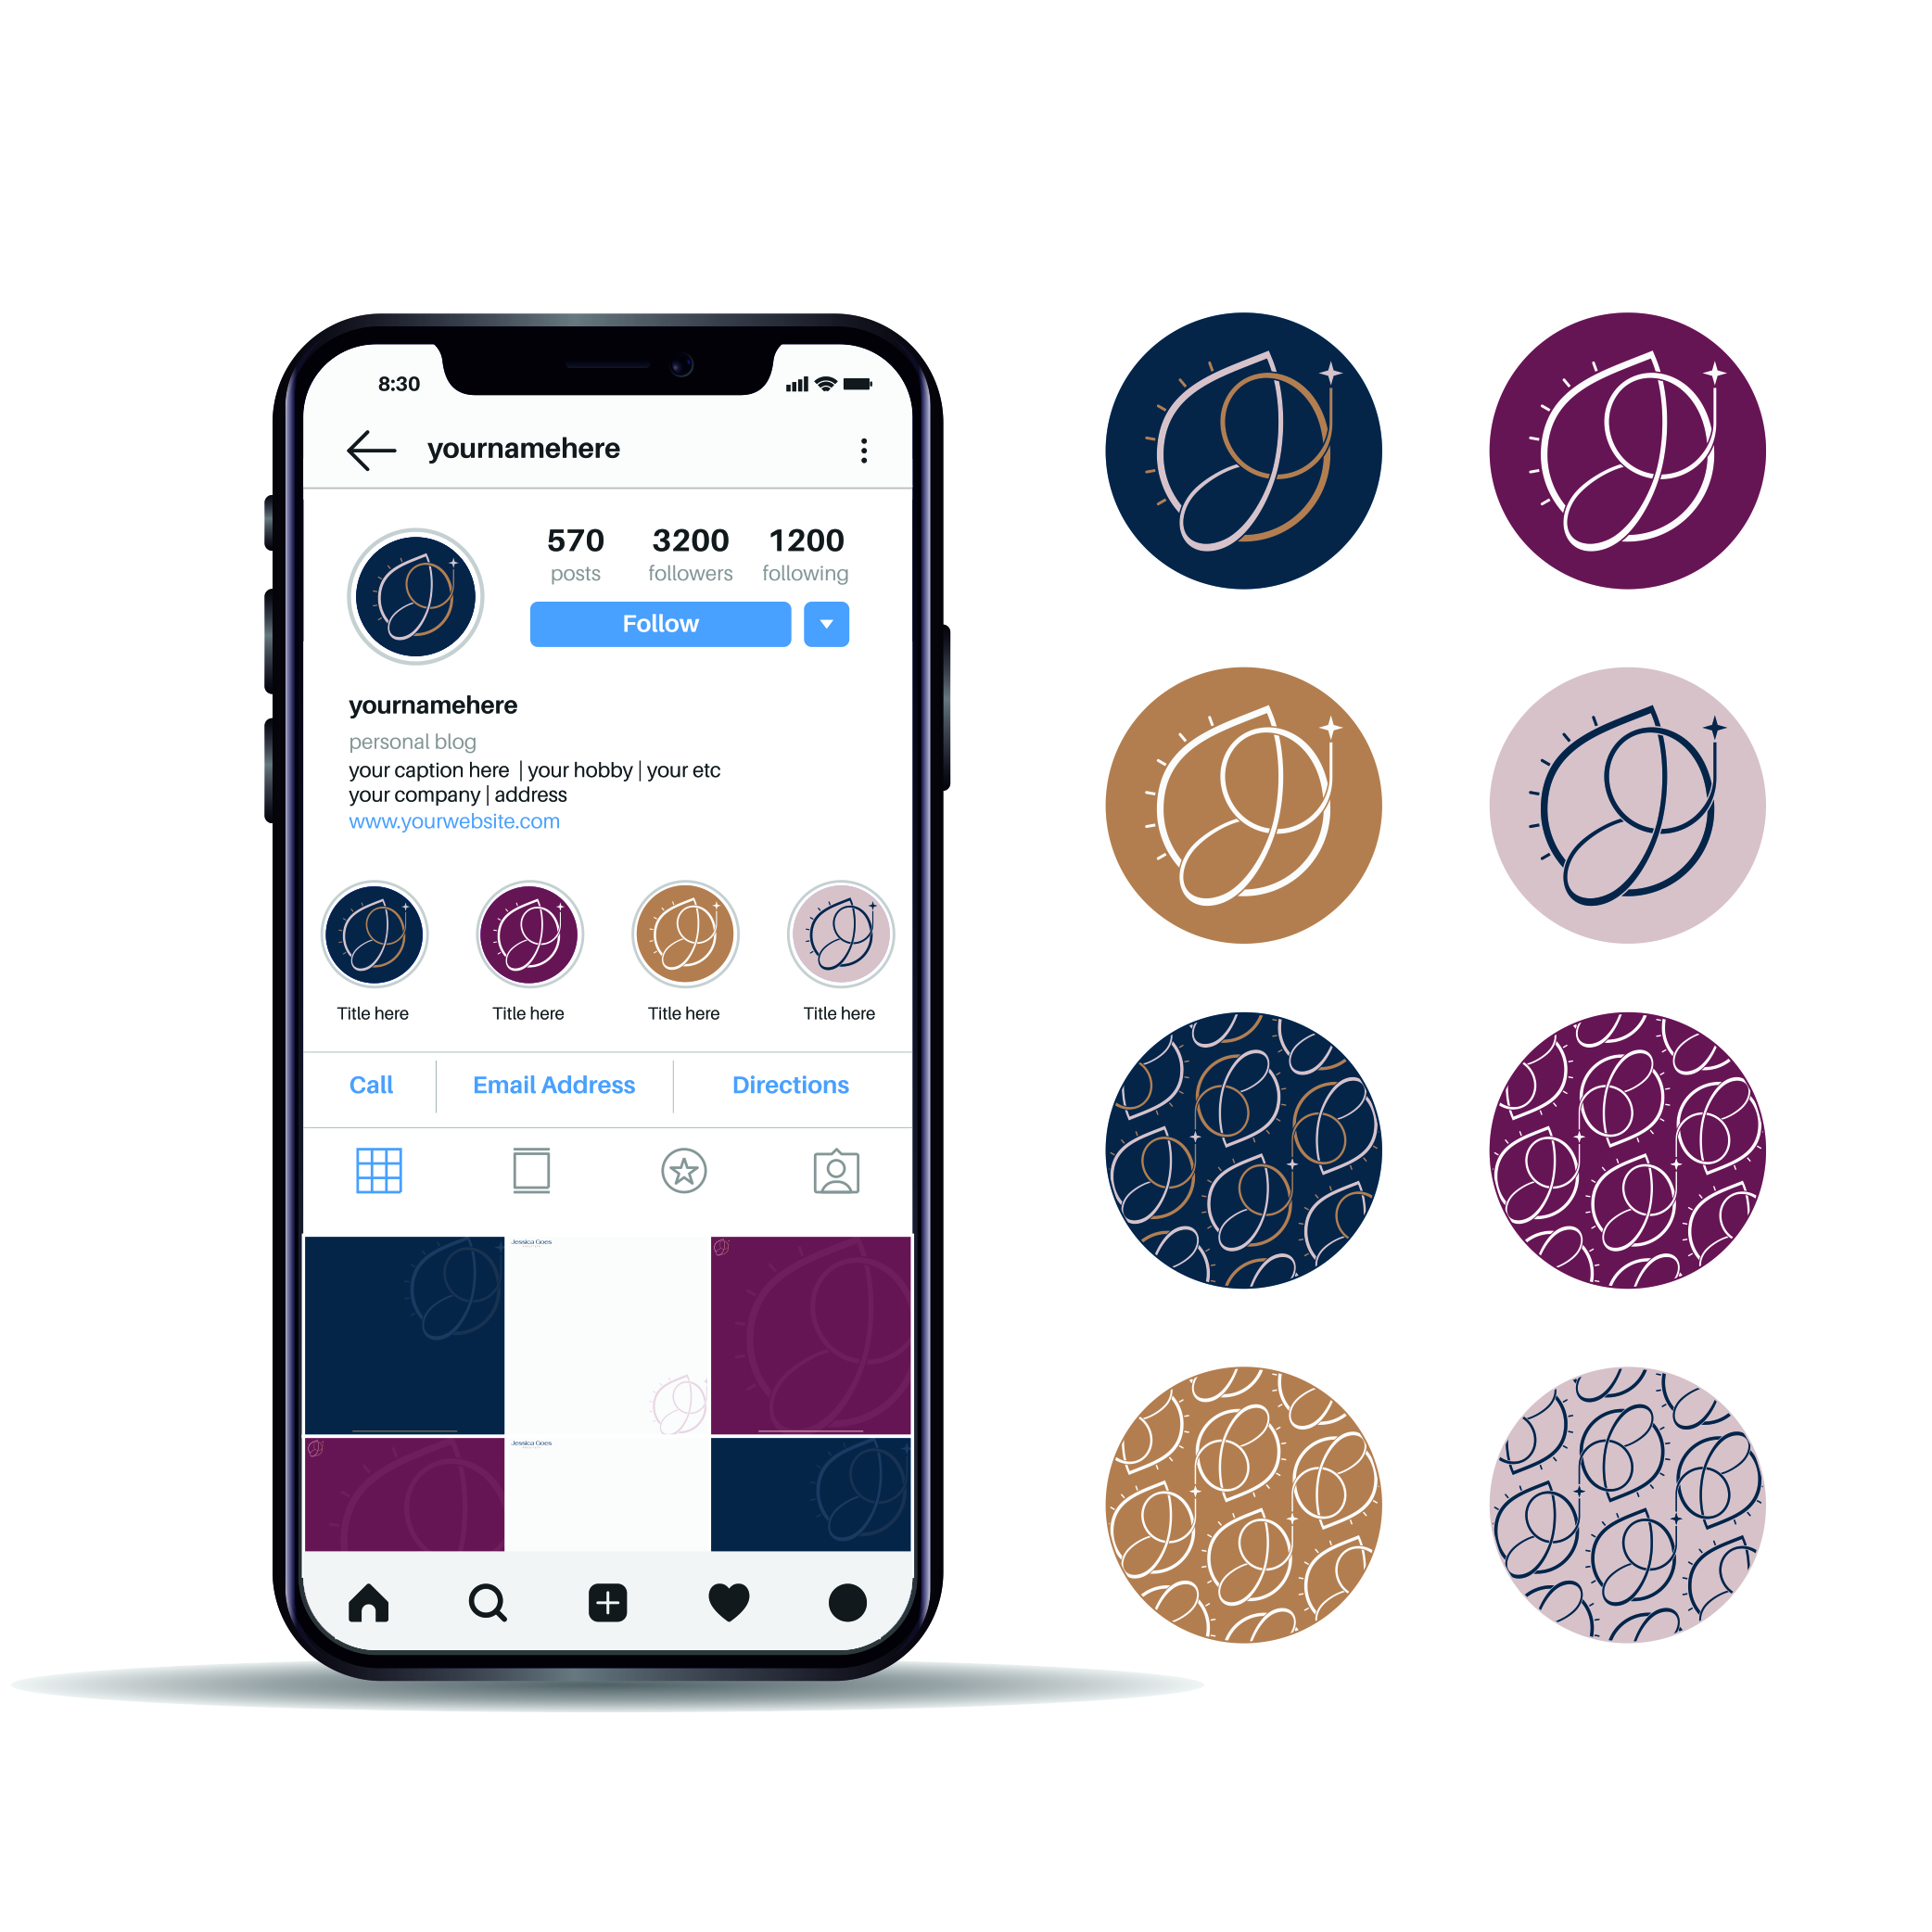 8:30
yournamehere
570 3200 1200
posts followers following
Follow
yournamehere
personal blog
your caption here | your hobby | your etc
your company | address
www.yourwebsite.com
Title here Title here Title here Title here
Call Email Address Directions
Jessica Goes
Jessica Goes